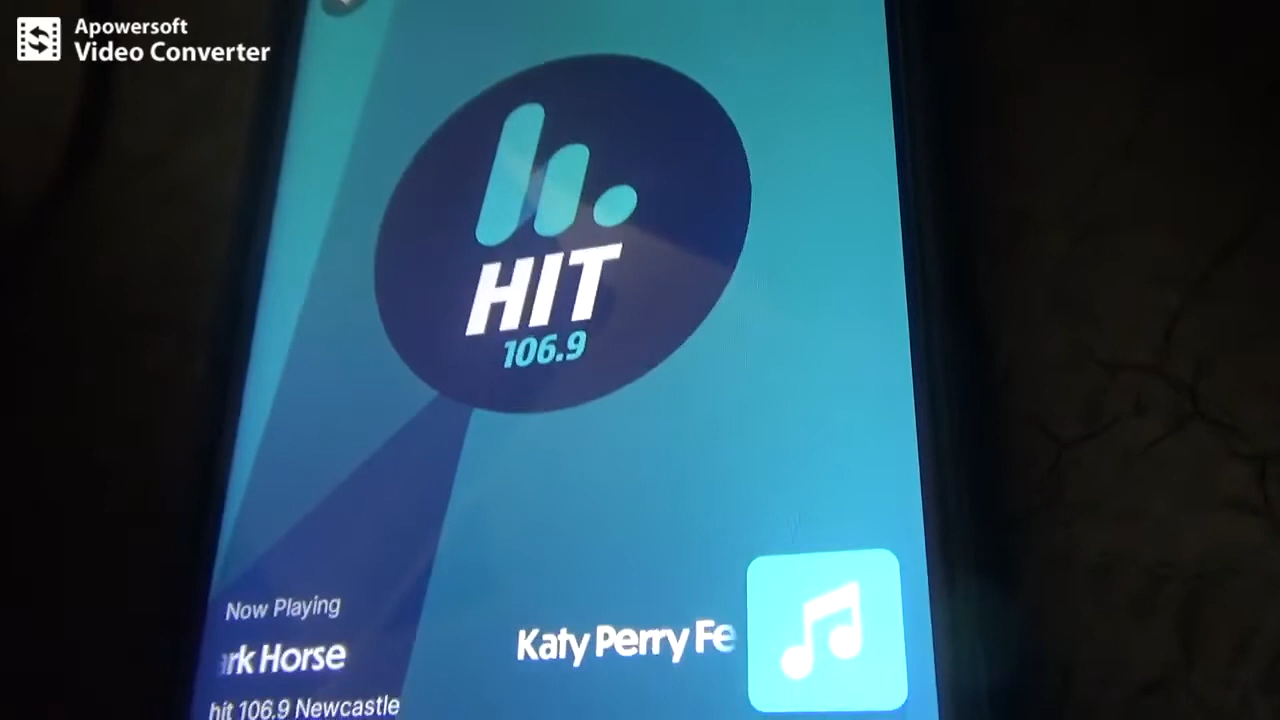 Apowersoft
Video Converter
HIT
106.9
Now Playing
rk Horse
Katy Perry Fe
hit 106.9 Newcastle